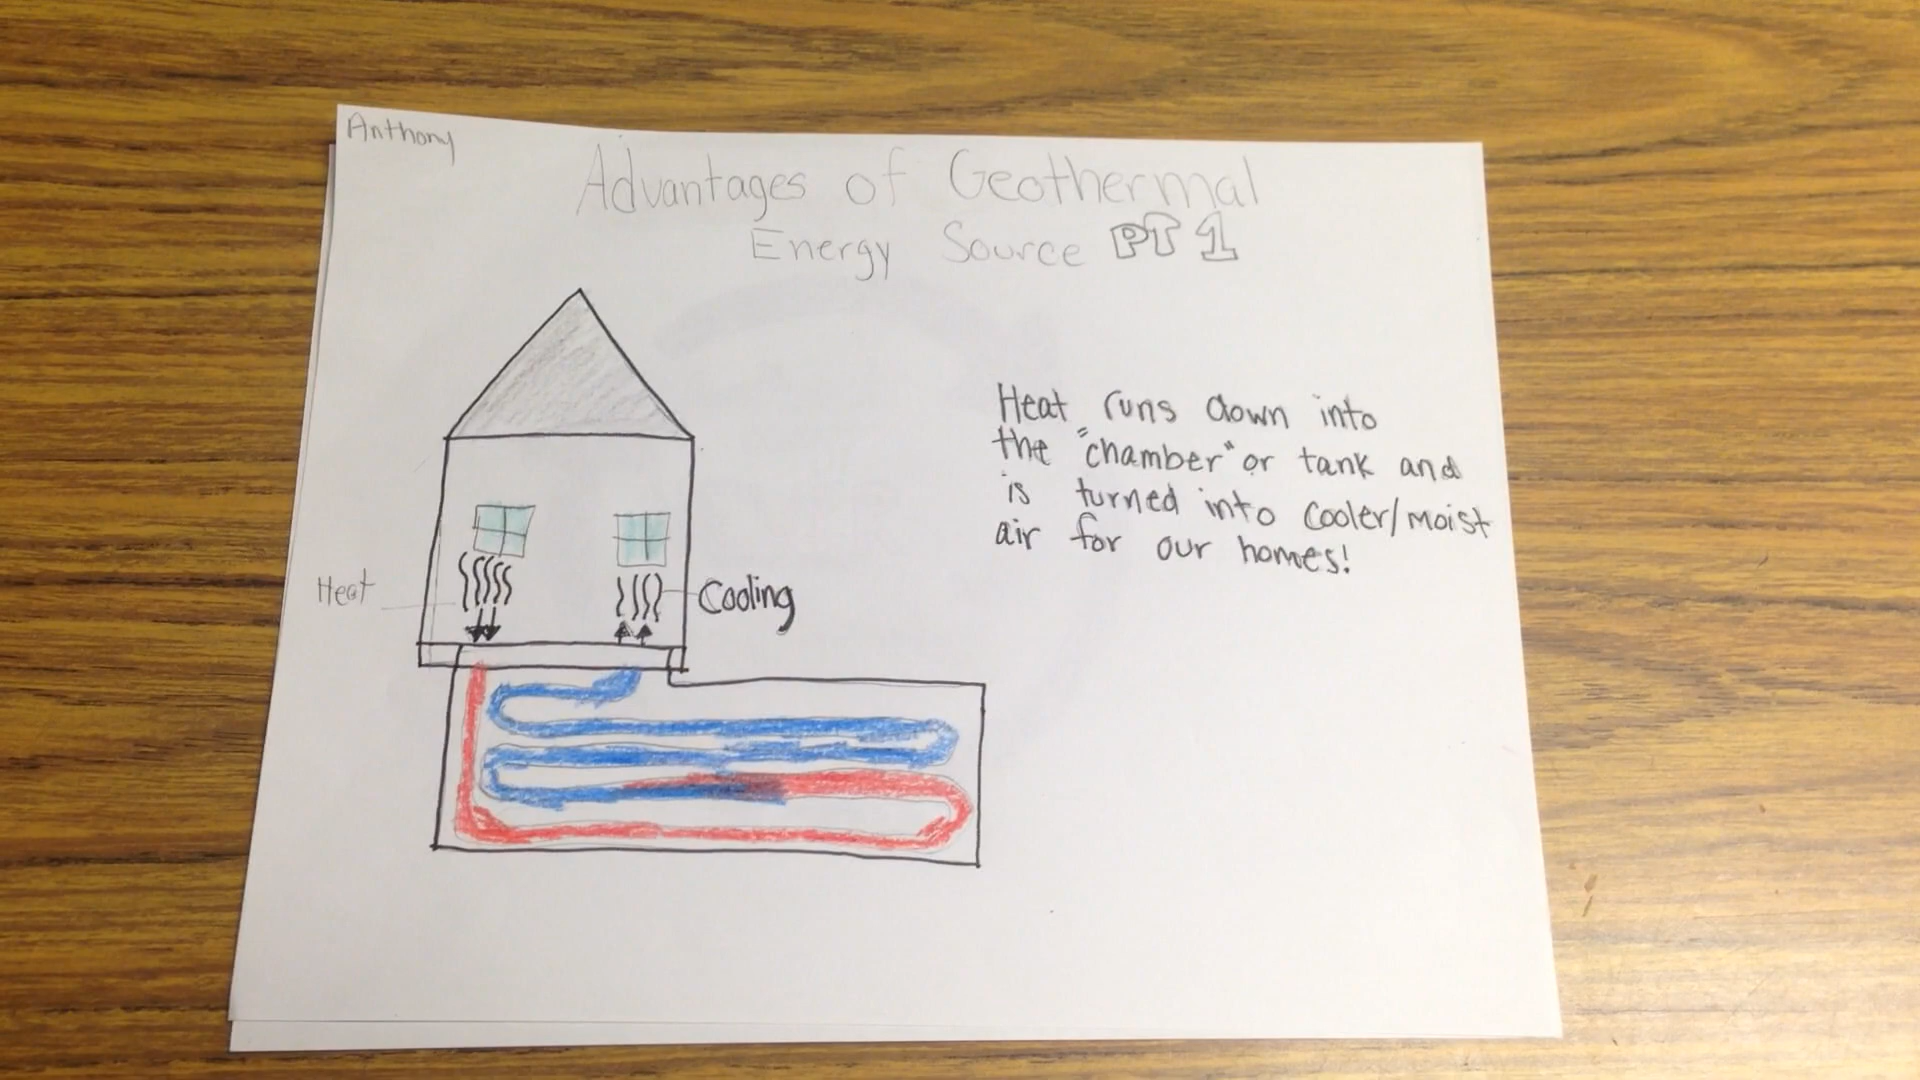 Anthony
Advantages of Geothermal
Energy Source PT 1
Heat runs down into
the "chamber" or tank and
is turned into cooler/moist
air for our homes!
Heat
Cooling